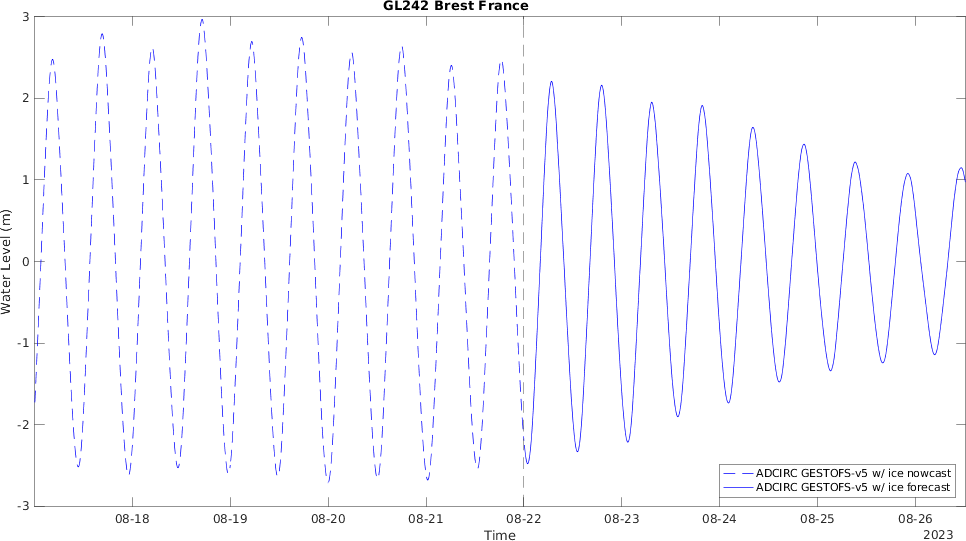 GL242 Brest France
3
2
1
0
-1
-2
-3
Water Level (m)
08-18 08-19 08-20 08-21 08-22 08-23 08-24 08-25 08-26
Time
2023
ADCIRC GESTOFS-v5 w/ ice nowcast
ADCIRC GESTOFS-v5 w/ ice forecast